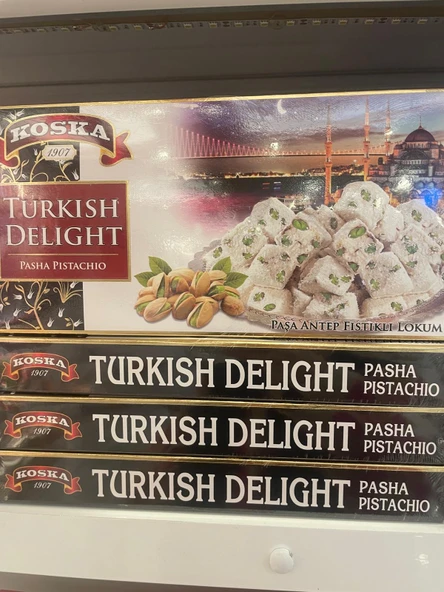 KOSKA
1907
TURKISH
DELIGHT
PASHA PISTACHIO
PAŞA ANTEP FISTIKLI LOKUM
KOSKA
1907
TURKISH DELIGHT PASHA
PISTACHIO
KOSKA
1907
TURKISH DELIGHT PASHA
PISTACHIO
KOSKA
1907
TURKISH DELIGHT PASHA
PISTACHIO